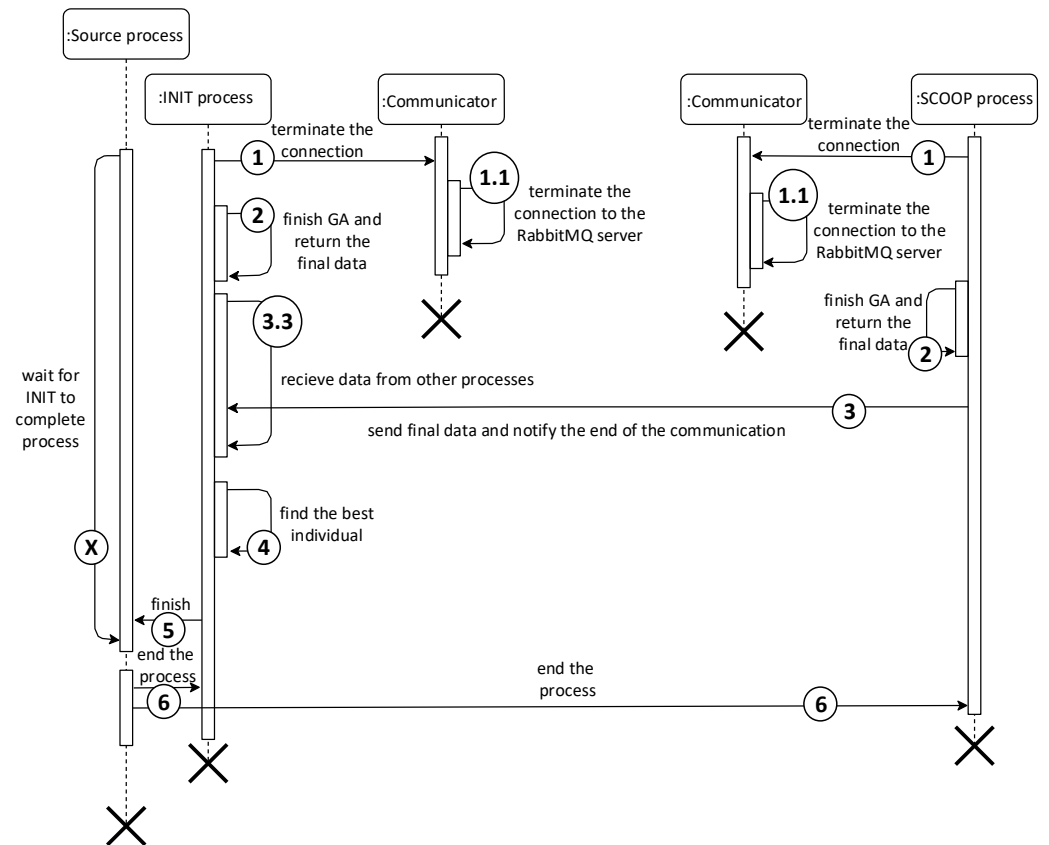 :Source process
:INIT process
:Communicator
:Communicator
:SCOOP process
terminate the
connection
1
terminate the
connection
1
1.1
terminate the
connection to the
RabbitMQ server
1.1
terminate the
connection to the
RabbitMQ server
2
finish GA and
return the
final data
finish GA and
return the
final data
2
3.3
wait for
INIT to
complete
process
recieve data from other processes
3
send final data and notify the end of the communication
find the best
individual
4
X
finish
5
end the
process
6
end the
process
6